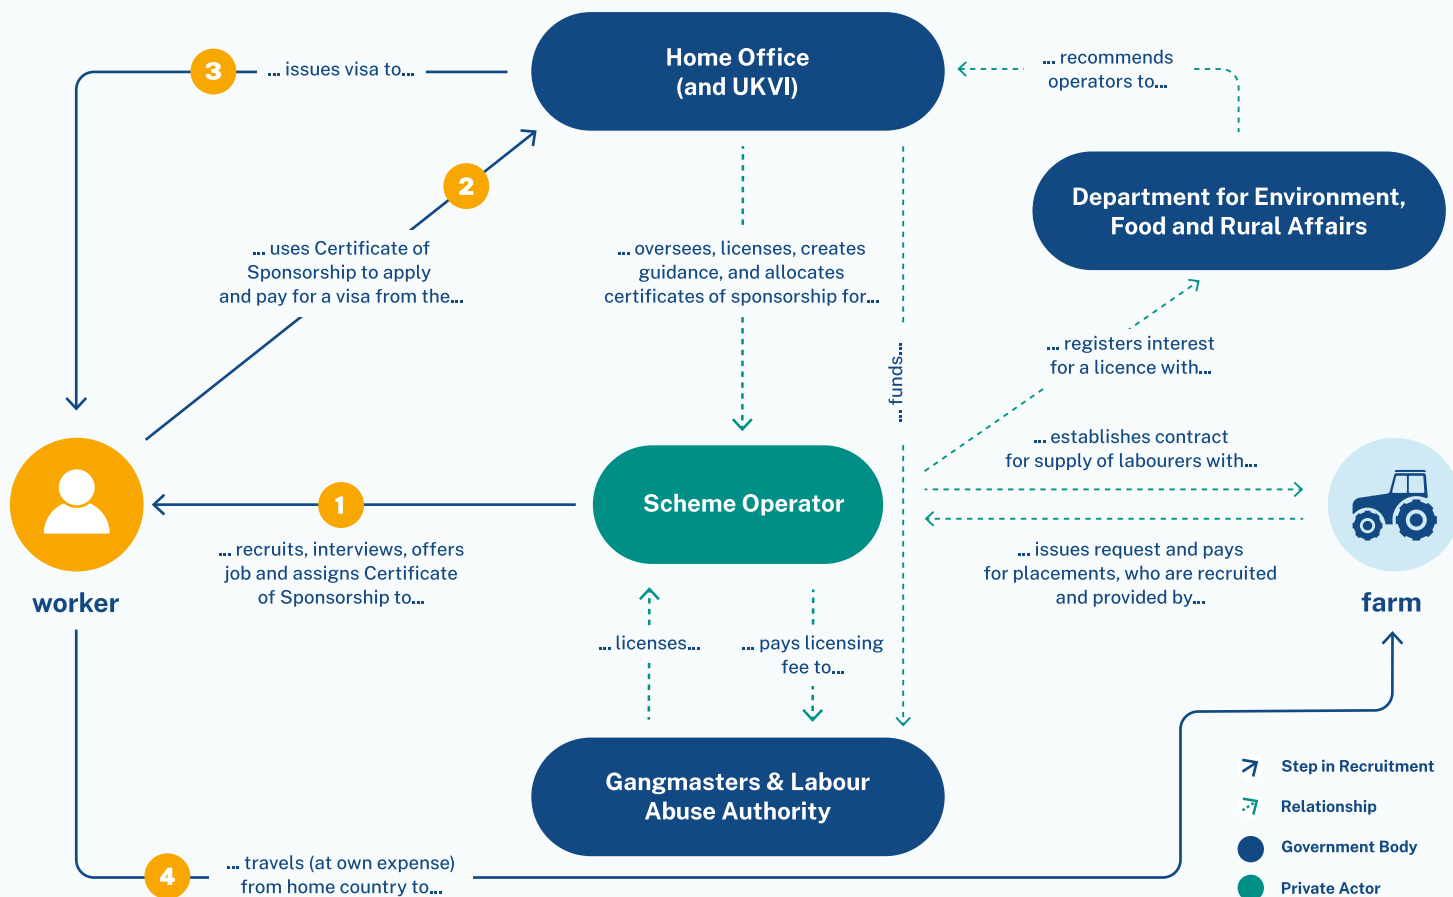 3
... issues visa to...
Home Office
(and UKVI)
... recommends
operators to...
2
Department for Environment,
Food and Rural Affairs
... uses Certificate of
Sponsorship to apply
and pay for a visa from the...
... oversees, licenses, creates
guidance, and allocates
certificates of sponsorship for...
... funds...
... registers interest
for a licence with...
... establishes contract
for supply of labourers with...
1
Scheme Operator
... recruits, interviews, offers
job and assigns Certificate
of Sponsorship to...
... issues request and pays
for placements, who are recruited
and provided by...
worker
farm
... licenses...
... pays licensing
fee to...
Gangmasters & Labour
Abuse Authority
4
... travels (at own expense)
from home country to...
Step in Recruitment
Relationship
Government Body
Private Actor